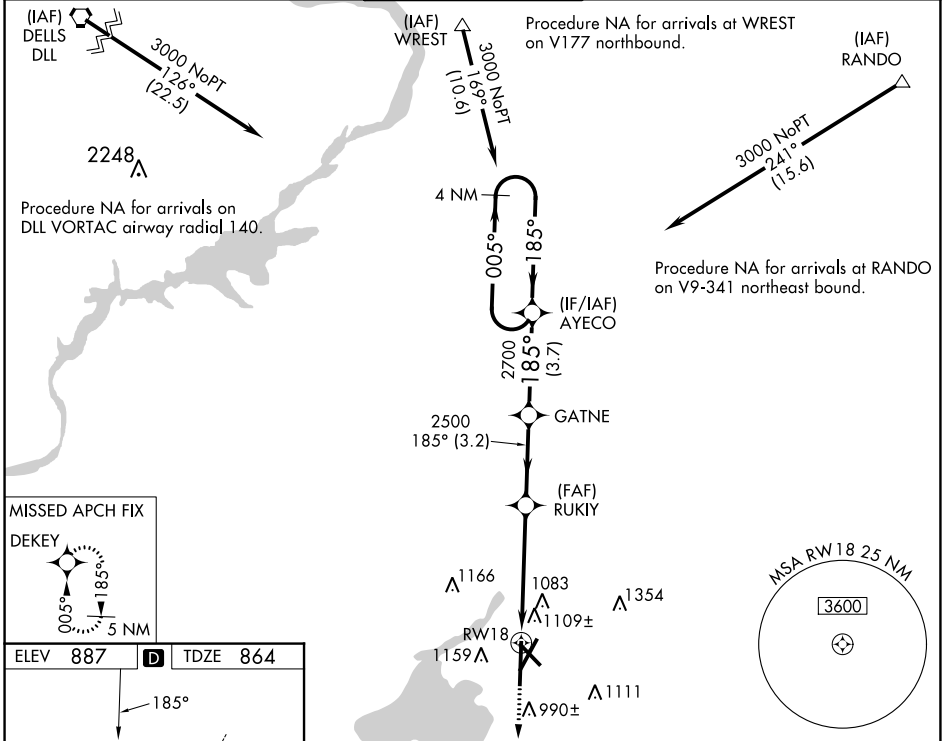 (IAF)
DELLS
DLL
3000 NoPT
126°
(22.5)
(IAF)
WREST
3000 NoPT
169°
(10.6)
Procedure NA for arrivals at WREST
on V177 northbound.
(IAF)
RANDO
3000 NoPT
241°
(15.6)
2248
Procedure NA for arrivals on
DLL VORTAC airway radial 140.
4 NM
005°
185°
Procedure NA for arrivals at RANDO
on V9-341 northeast bound.
(IF/IAF)
AYECO
2700
185°
(3.7)
GATNE
2500
185° (3.2)
(FAF)
RUKIY
MISSED APCH FIX
DEKEY
005°
185°
5 NM
1166
1083
1109±
1354
RW18
1159
1111
990±
MSA RW18 25 NM
3600
ELEV 887 D TDZE 864
185°